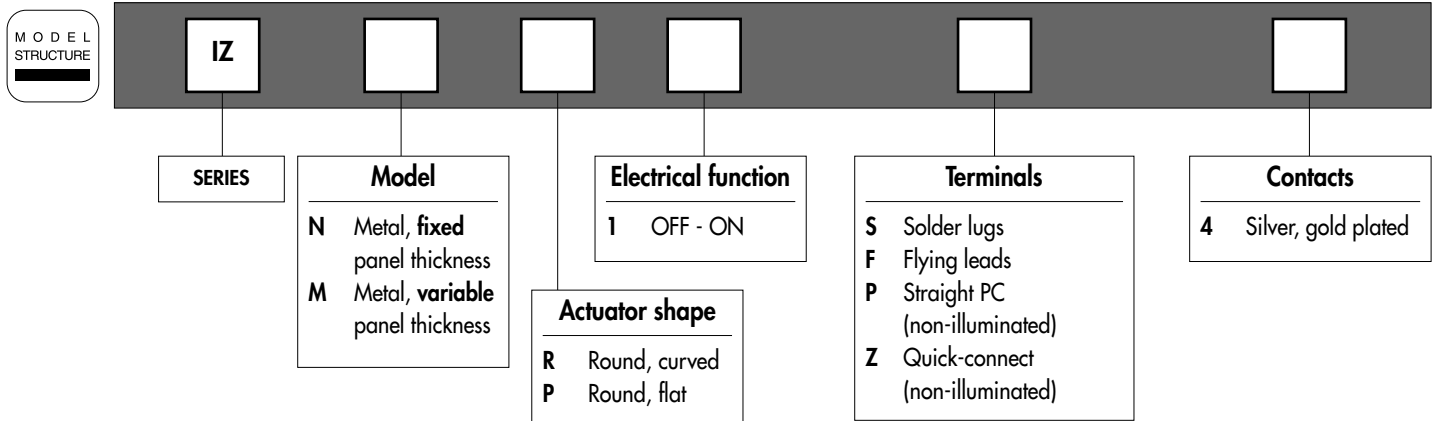 MODEL
STRUCTURE
IZ
SERIES
Model
N Metal, fixed
panel thickness
M Metal, variable
panel thickness
Actuator shape
R Round, curved
P Round, flat
Electrical function
1 OFF - ON
Terminals
S Solder lugs
F Flying leads
P Straight PC
(non-illuminated)
Z Quick-connect
(non-illuminated)
Contacts
4 Silver, gold plated